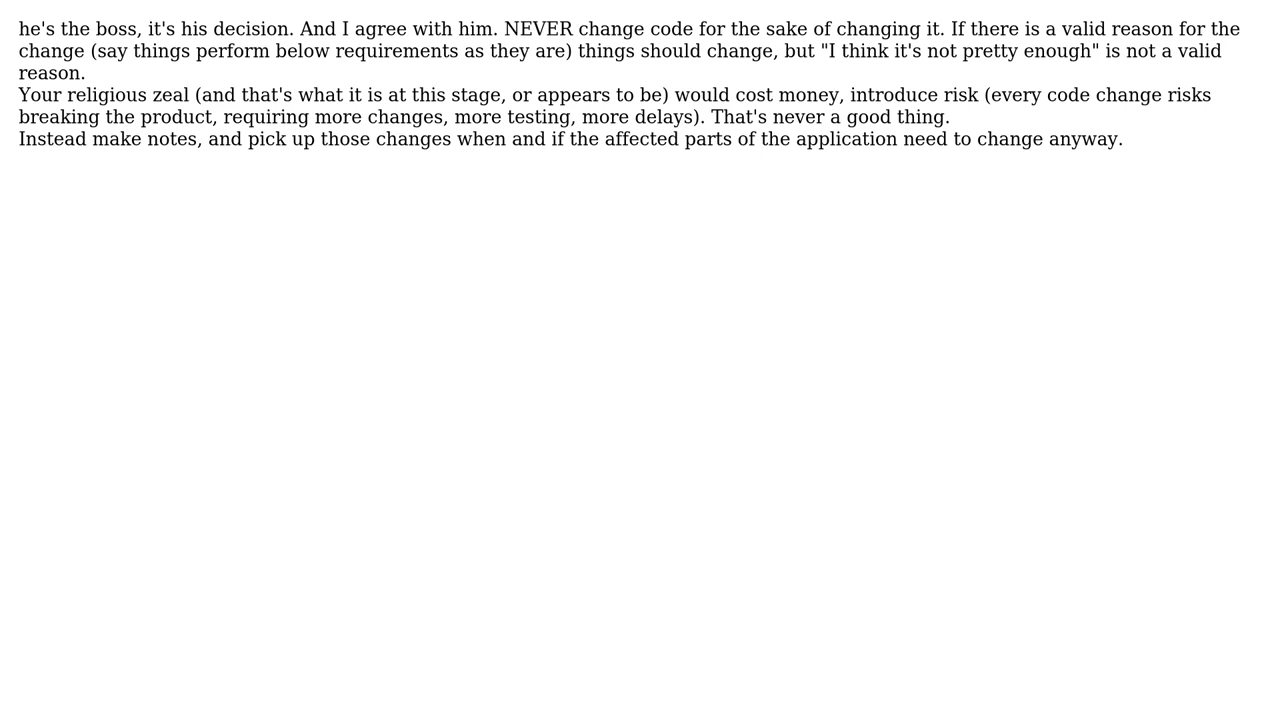 he's the boss, it's his decision. And I agree with him. NEVER change code for the sake of changing it. If there is a valid reason for the
change (say things perform below requirements as they are) things should change, but "I think it's not pretty enough" is not a valid
reason.
Your religious zeal (and that's what it is at this stage, or appears to be) would cost money, introduce risk (every code change risks
breaking the product, requiring more changes, more testing, more delays). That's never a good thing.
Instead make notes, and pick up those changes when and if the affected parts of the application need to change anyway.